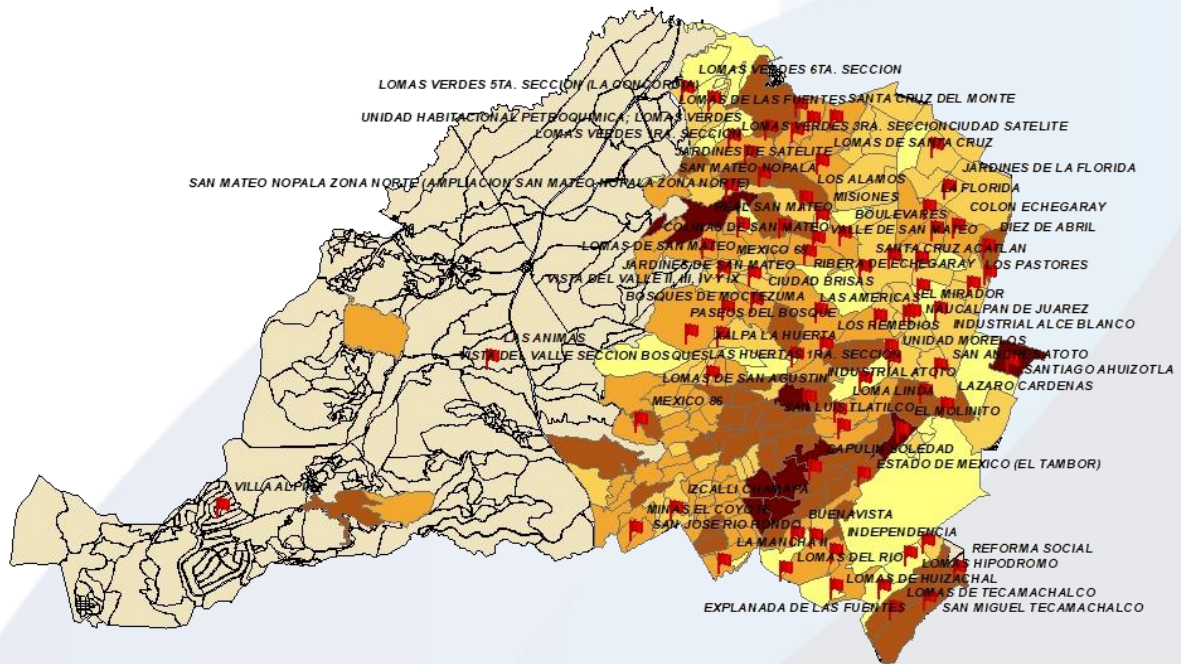 LOMAS VERDES 6TA. SECCION
LOMAS VERDES 5TA. SECCION (LA CONCORDIA)
LOMAS DE LAS FUENTES
SANTA CRUZ DEL MONTE
UNIDAD HABITACIONAL PETROQUIMICA; LOMAS VERDES
LOMAS VERDES 3RA. SECCION
CIUDAD SATELITE
LOMAS VERDES 1RA. SECCION
LOMAS DE SANTA CRUZ
JARDINES DE SATELITE
SAN MATEO NOPALA
JARDINES DE LA FLORIDA
LOS ALAMOS
SAN MATEO NOPALA ZONA NORTE (AMPLIACION SAN MATEO NOPALA ZONA NORTE)
LA FLORIDA
MISIONES
REAL SAN MATEO
COLON ECHEGARAY
BOULEVARES
COLINAS DE SAN MATEO
VALLE DE SAN MATEO
DIEZ DE ABRIL
LOMAS DE SAN MATEO
MEXICO 68
SANTA CRUZ ACATLAN
JARDINES DE SAN MATEO
RIBERA DE ECHEGARAY
LOS PASTORES
VISTA DEL VALLE II, III, IV Y IX
CIUDAD BRISAS
BOSQUES DE MOCTEZUMA
LAS AMERICAS
EL MIRADOR
PASEOS DEL BOSQUE
NAUCALPAN DE JUAREZ
LOS REMEDIOS
INDUSTRIAL ALCE BLANCO
LAS ANIMAS
XALPA LA HUERTA
UNIDAD MORELOS
VISTA DEL VALLE SECCION BOSQUES
LAS HUERTAS 1RA. SECCION
SAN ANDRES ATOTO
SANTIAGO AHUIZOTLA
LOMAS DE SAN AGUSTIN
INDUSTRIAL ATOTO
LAZARO CARDENAS
LOMA LINDA
MEXICO 86
SAN LUIS TLATILCO
EL MOLINITO
CAPULIN SOLEDAD
ESTADO DE MEXICO (EL TAMBOR)
VILLA ALPINA
IZCALLI CHAMAPA
MINAS EL COYOTE
BUENAVISTA
SAN JOSE RIO HONDO
INDEPENDENCIA
LA MANCHA II
REFORMA SOCIAL
LOMAS DEL RIO
LOMAS HIPODROMO
LOMAS DE HUIZACHAL
LOMAS DE TECAMACHALCO
EXPLANADA DE LAS FUENTES
SAN MIGUEL TECAMACHALCO